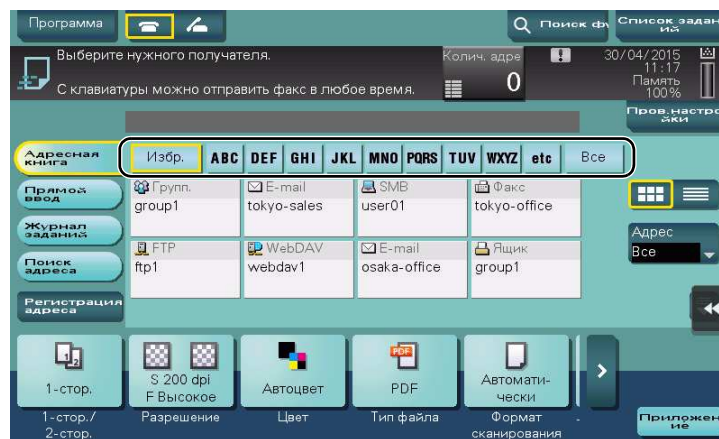 Программа
Поиск фу
Список задан
ий
Выберите нужного получателя.
С клавиатуры можно отправить факс в любое время.
Колич. адре
0
30/04/2015
11:17
Память
100%
Пров.настро
йки
Адресная
книга
Избр. ABC DEF GHI JKL MNO PQRS TUV WXYZ etc Все
Прямой
ввод
Журнал
заданий
Поиск
адреса
Регистрация
адреса
Групп. E-mail SMB Факс
group1 tokyo-sales user01 tokyo-office
FTP WebDAV E-mail Ящик
ftp1 webdav1 osaka-office group1
Адрес
Все
1-стор.
S 200 dpi
F Высокое
Автоцвет
PDF
PDF
Автомати-
чески
1-стор./
2-стор.
Разрешение
Цвет
Тип файла
Формат
сканирования
Приложен
ие